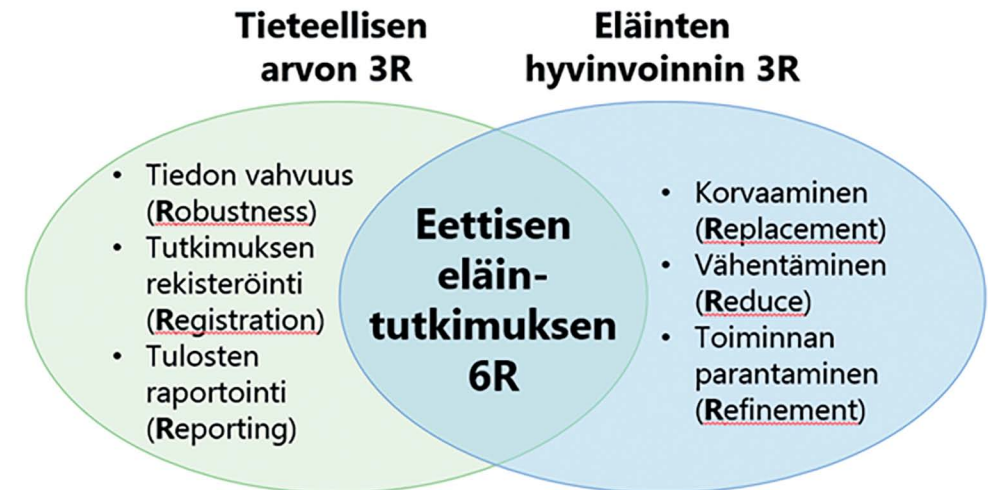 Tieteellisen
arvon 3R
Eläinten
hyvinvoinnin 3R
• Tiedon vahvuus
(Robustness)
• Tutkimuksen
rekisteröinti
(Registration)
• Tulosten
raportointi
(Reporting)
Eettisen
eläin-
tutkimuksen
6R
• Korvaaminen
(Replacement)
• Vähentäminen
(Reduce)
• Toiminnan
parantaminen
(Refinement)